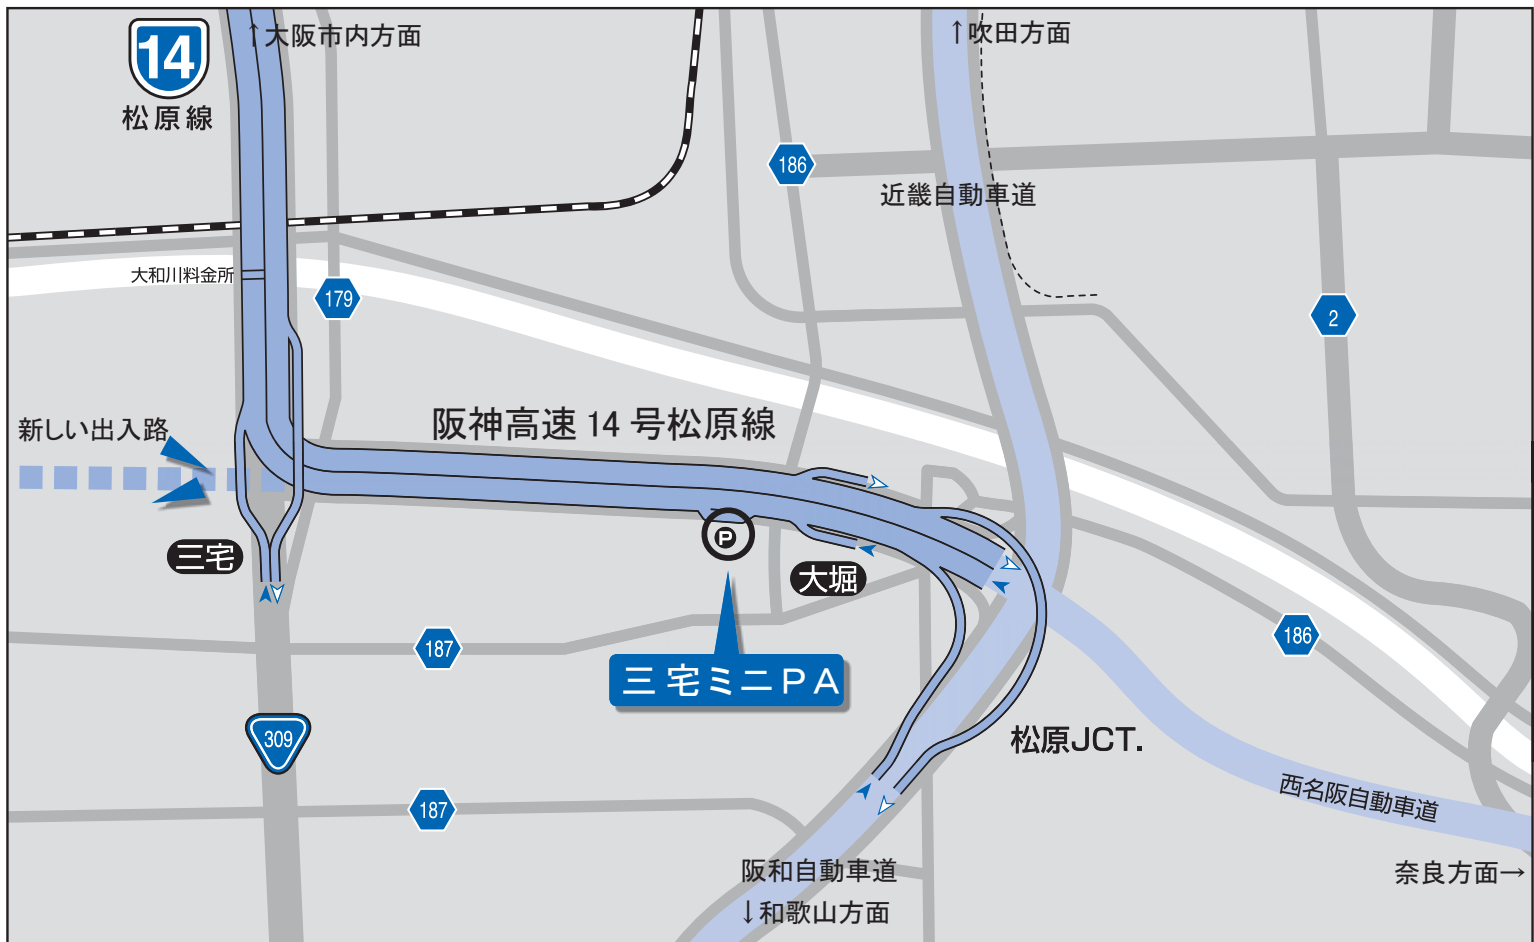 14
松原線
↑大阪市内方面
↑吹田方面
186
近畿自動車道
大和川料金所
179
2
新しい出入路
阪神高速 14 号松原線
P
三宅
大堀
187
186
三宅ミニPA
309
松原JCT.
187
西名阪自動車道
阪和自動車道
↓和歌山方面
奈良方面→